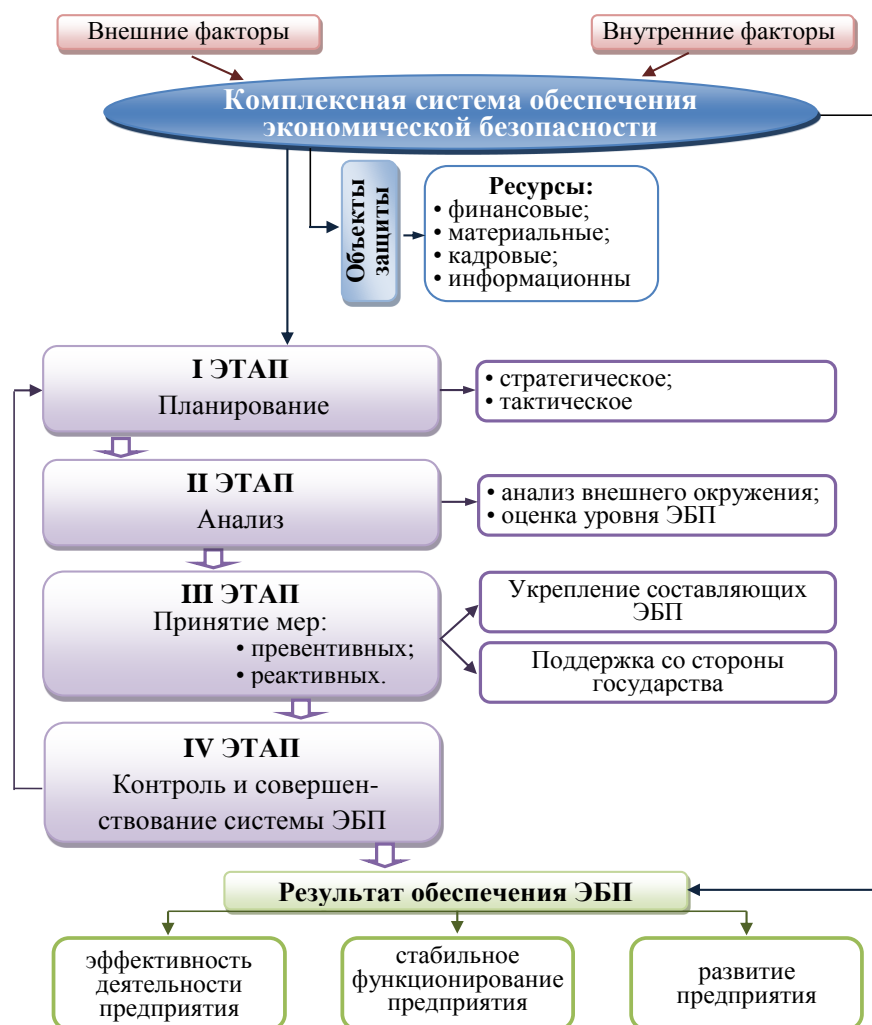 Внешние факторы
Внутренние факторы
Комплексная система обеспечения
экономической безопасности
Объекты
защиты
Ресурсы:
• финансовые;
• материальные;
• кадровые;
• информационны
I ЭТАП
Планирование
• стратегическое;
• тактическое
II ЭТАП
Анализ
• анализ внешнего окружения;
• оценка уровня ЭБП
III ЭТАП
Принятие мер:
• превентивных;
• реактивных.
Укрепление составляющих
ЭБП
Поддержка со стороны
государства
IV ЭТАП
Контроль и совершен-
ствование системы ЭБП
Результат обеспечения ЭБП
эффективность
деятельности
предприятия
стабильное
функционирование
предприятия
развитие
предприятия